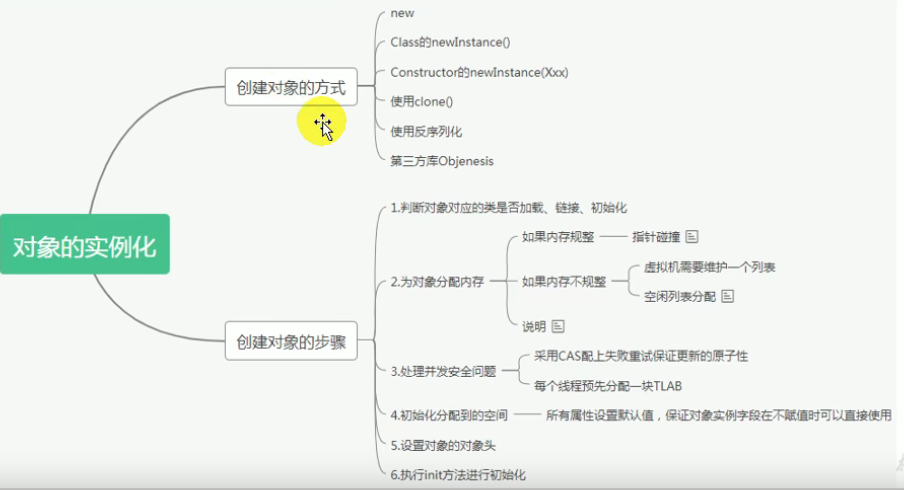 对象的实例化
创建对象的方式
new
Class的newInstance()
Constructor的newInstance(Xxx)
使用clone()
使用反序列化
第三方库Objenesis
创建对象的步骤
1.判断对象对应的类是否加载、链接、初始化
2.为对象分配内存
如果内存规整
指针碰撞
如果内存不规整
虚拟机需要维护一个列表
空闲列表分配
说明
3.处理并发安全问题
采用CAS配上失败重试保证更新的原子性
每个线程预先分配一块TLAB
4.初始化分配到的空间
所有属性设置默认值，保证对象实例字段在不赋值时可以直接使用
5.设置对象的对象头
6.执行init方法进行初始化